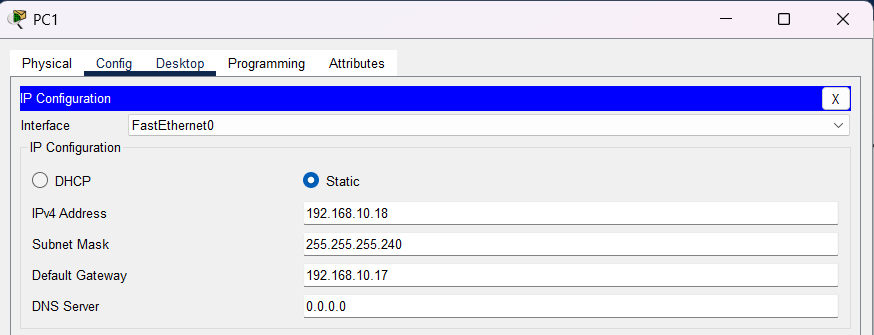 PC1
Physical Config Desktop Programming Attributes
IP Configuration X
Interface FastEthernet0
IP Configuration
DHCP Static
IPv4 Address 192.168.10.18
Subnet Mask 255.255.255.240
Default Gateway 192.168.10.17
DNS Server 0.0.0.0